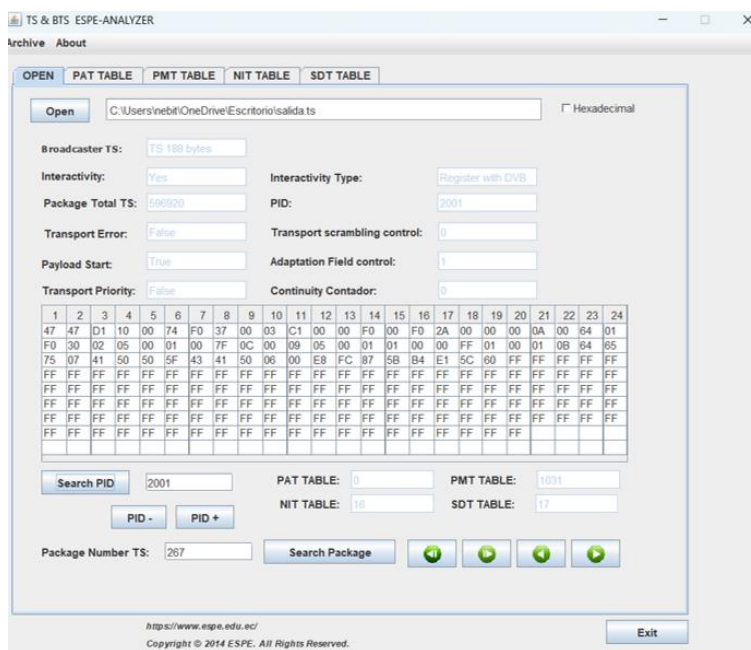 TS & BTS ESPE-ANALYZER
Archive About
OPEN PAT TABLE PMT TABLE NIT TABLE SDT TABLE
Open C:\Users\nebit\OneDrive\Escritorio\salida.ts Hexadecimal
Broadcaster TS: TS 188 bytes
Interactivity: Yes Interactivity Type: Register with DVB
Package Total TS: 596920 PID: 2001
Transport Error: False Transport scrambling control: 0
Payload Start: True Adaptation Field control: 1
Transport Priority: False Continuity Contador: 0
1 2 3 4 5 6 7 8 9 10 11 12 13 14 15 16 17 18 19 20 21 22 23 24
47 47 D1 10 00 74 F0 37 00 03 C1 00 00 F0 00 F0 2A 00 00 00 0A 00 64 01
F0 30 02 05 00 01 00 7F 0C 00 09 05 00 01 01 00 00 FF 01 00 01 0B 64 65
75 07 41 50 50 5F 43 41 50 06 00 00 E8 FC 87 5B B4 E1 5C 60 FF FF FF FF
FF FF FF FF FF FF FF FF FF FF FF FF FF FF FF FF FF FF FF FF FF FF FF FF
FF FF FF FF FF FF FF FF FF FF FF FF FF FF FF FF FF FF FF FF FF FF FF FF
FF FF FF FF FF FF FF FF FF FF FF FF FF FF FF FF FF FF FF FF FF FF FF FF
FF FF FF FF FF FF FF FF FF FF FF FF FF FF FF FF FF FF FF FF FF FF FF FF
FF FF FF FF FF FF FF FF FF FF FF FF FF FF FF FF FF FF FF FF
Search PID 2001 PAT TABLE: 0 PMT TABLE: 1031
NIT TABLE: 16 SDT TABLE: 17
PID - PID +
Package Number TS: 267 Search Package
https://www.espe.edu.ec/
Copyright © 2014 ESPE. All Rights Reserved.
Exit